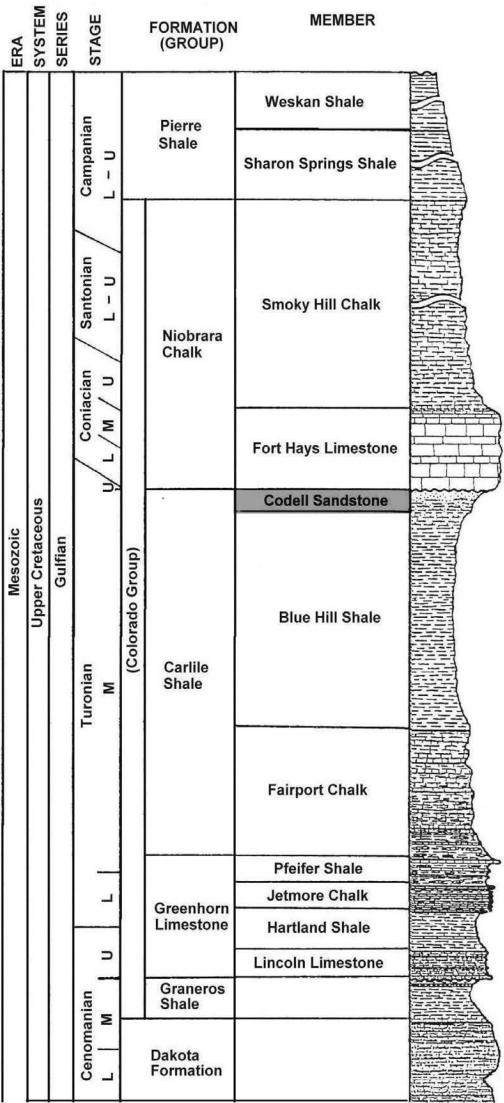 ERA
SYSTEM
SERIES
STAGE
FORMATION
(GROUP)
MEMBER
Mesozoic
Upper Cretaceous
Gulfian
Campanian
L – U
Santonian
L – U
Coniacian
L
M
U
Turonian
L
M
U
Cenomanian
L
M
U
(Colorado Group)
Pierre
Shale
Niobrara
Chalk
Carlile
Shale
Greenhorn
Limestone
Graneros
Shale
Dakota
Formation
Weskan Shale
Sharon Springs Shale
Smoky Hill Chalk
Fort Hays Limestone
Codell Sandstone
Blue Hill Shale
Fairport Chalk
Pfeifer Shale
Jetmore Chalk
Hartland Shale
Lincoln Limestone